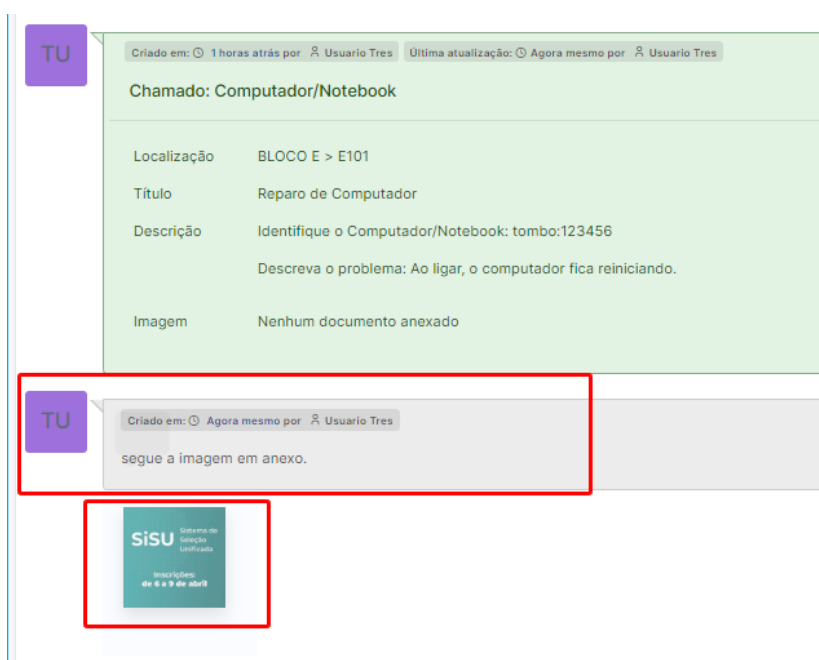 TU
Criado em: 1 horas atrás por Usuario Tres Última atualização: Agora mesmo por Usuario Tres
Chamado: Computador/Notebook
Localização BLOCO E > E101
Título Reparo de Computador
Descrição Identifique o Computador/Notebook: tombo:123456
Descreva o problema: Ao ligar, o computador fica reiniciando.
Imagem Nenhum documento anexado
TU
Criado em: Agora mesmo por Usuario Tres
segue a imagem em anexo.
SiSU Sistema de
Seleção
Unificada
Inscrições:
de 6 a 9 de abril